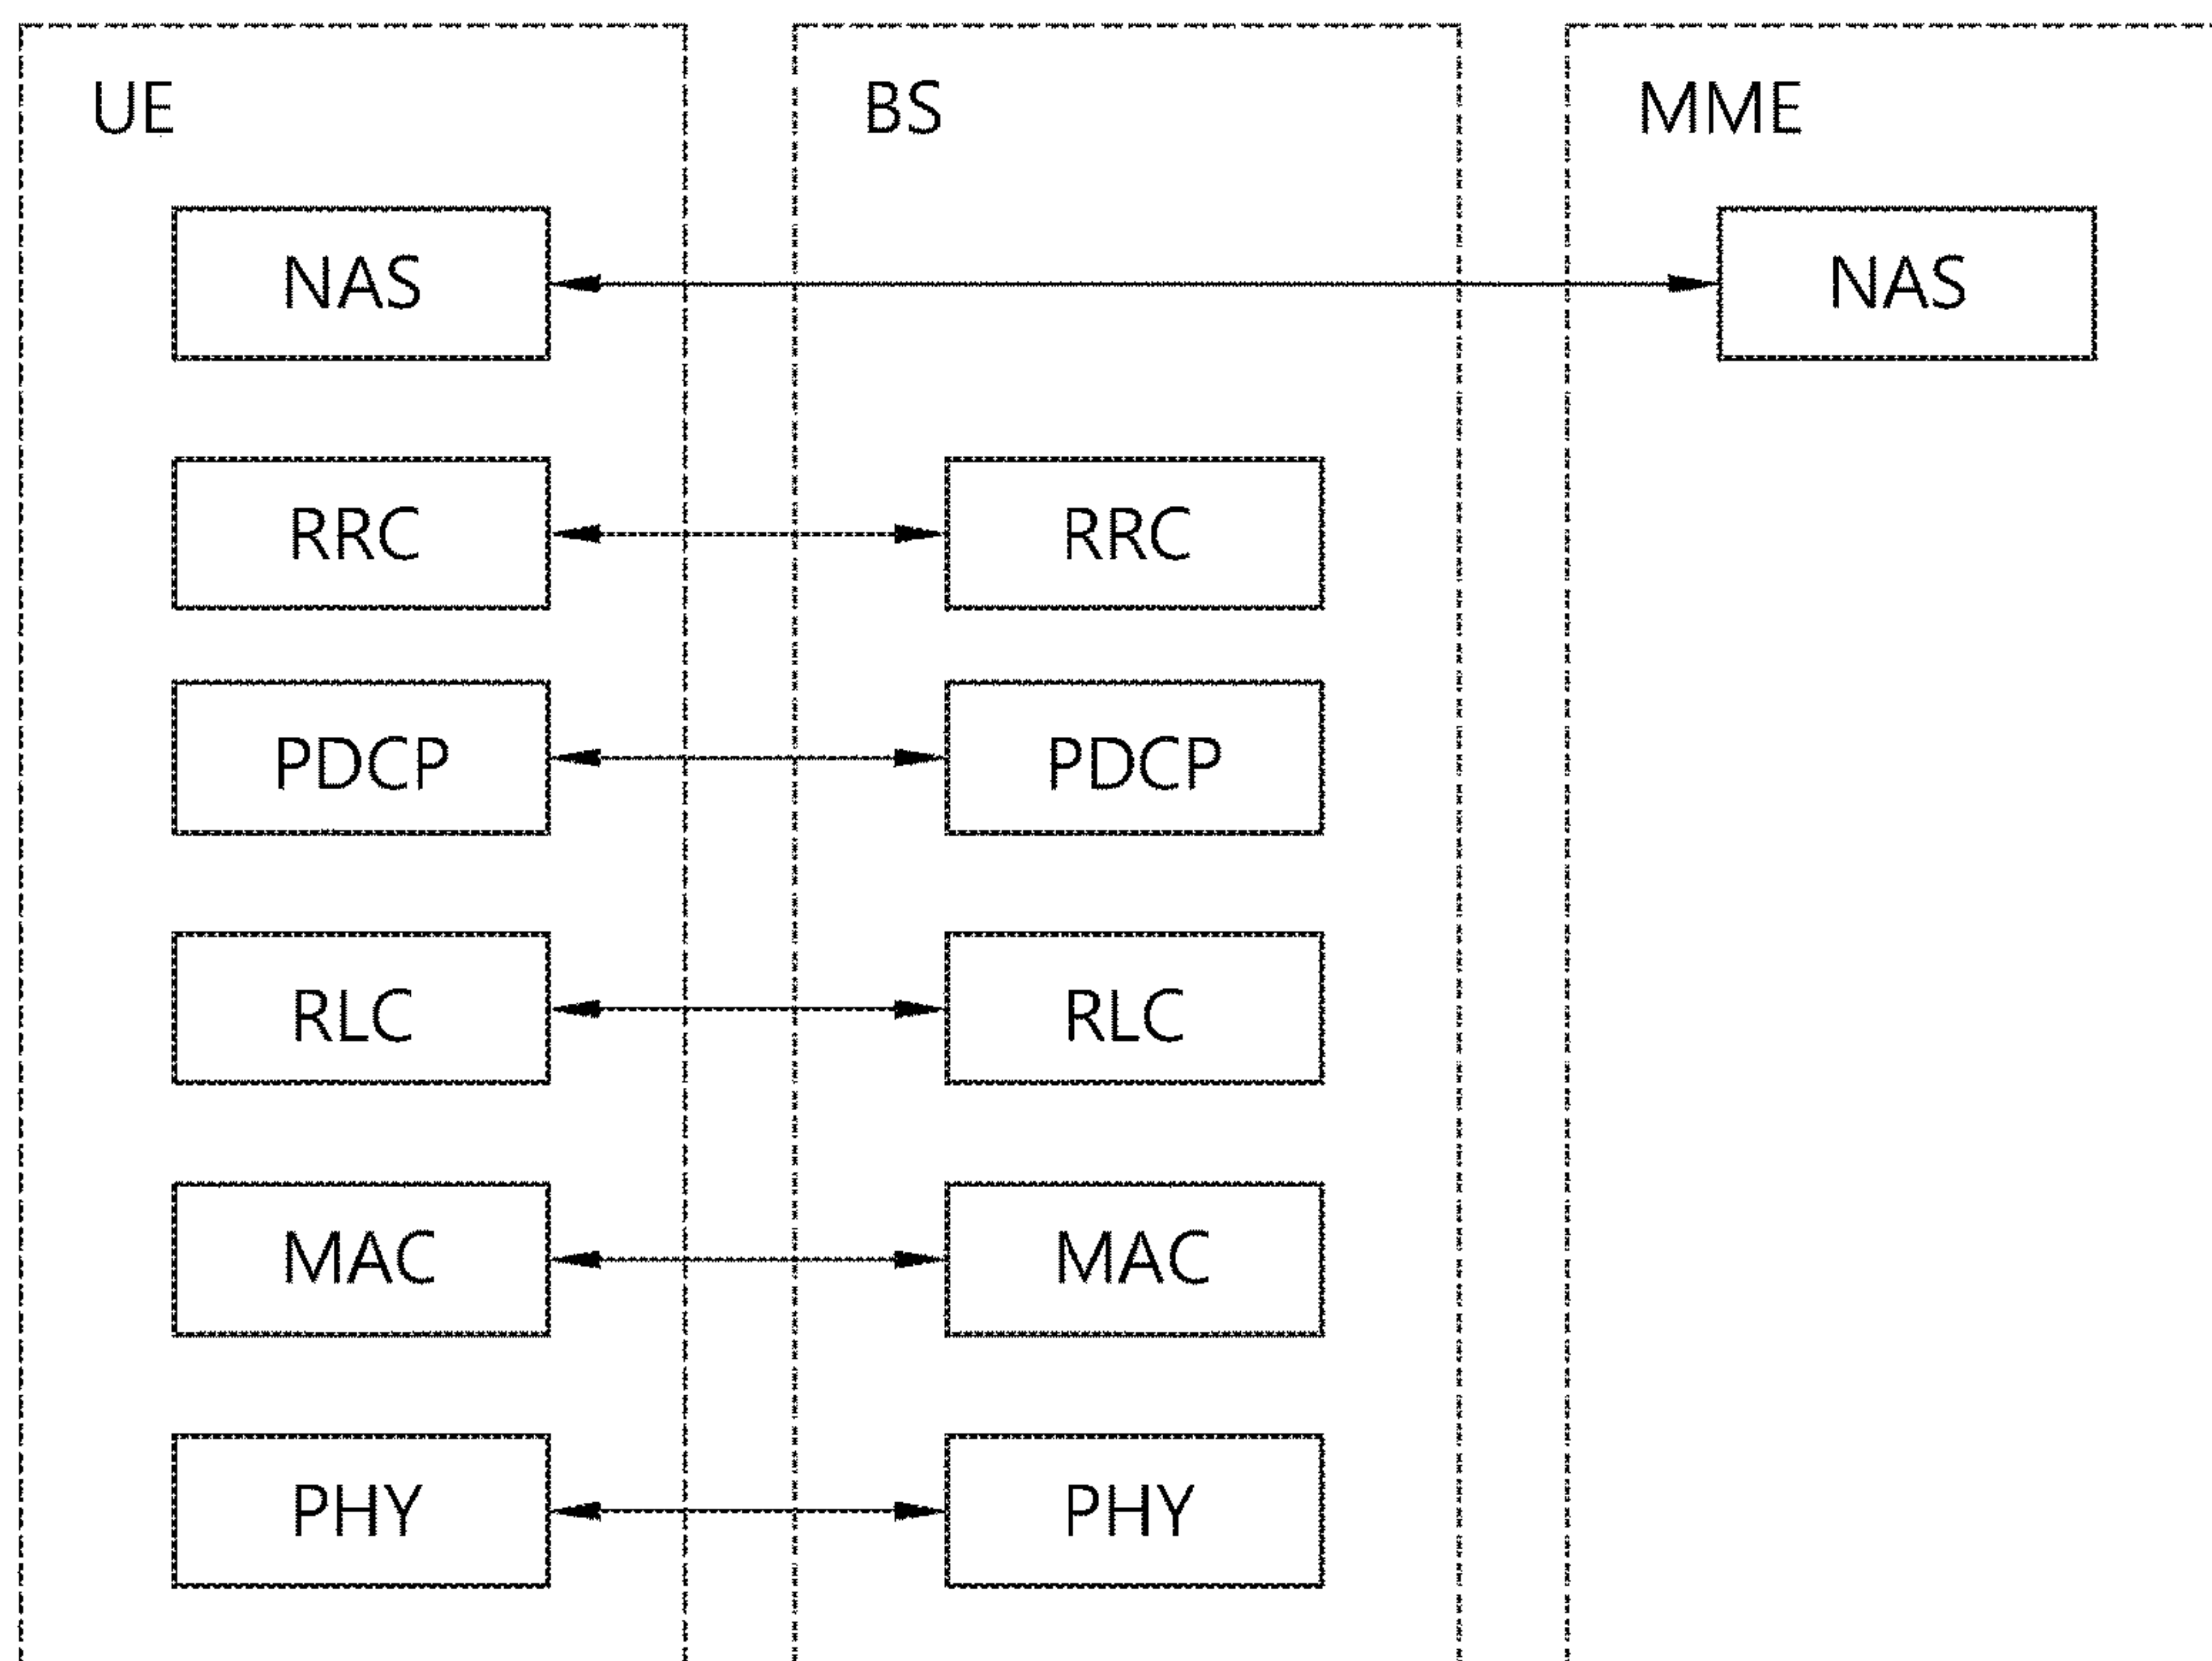 UE BS MME
NAS NAS
RRC RRC
PDCP PDCP
RLC RLC
MAC MAC
PHY PHY